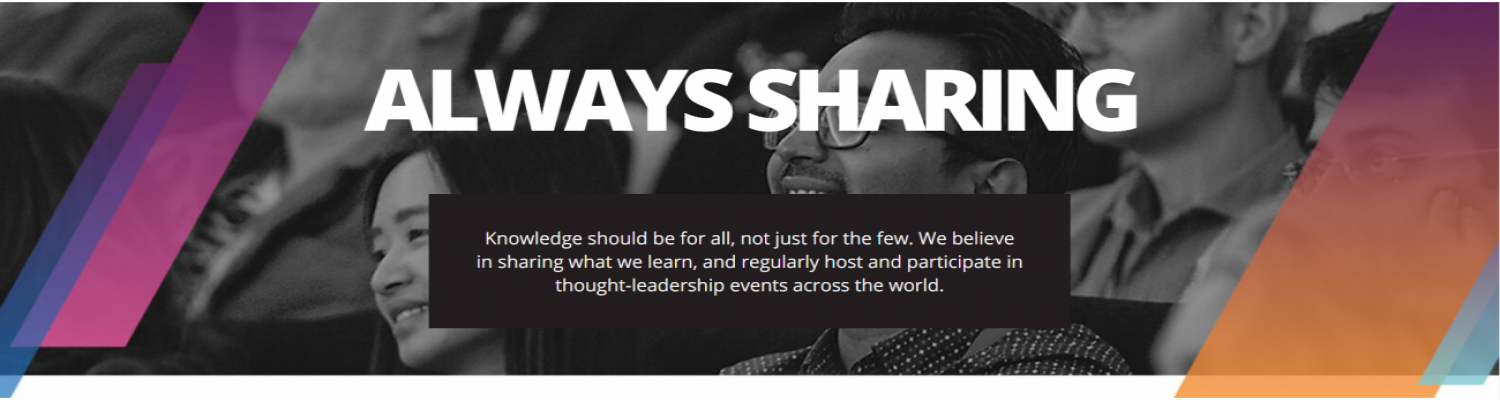 ALWAYS SHARING
Knowledge should be for all, not just for the few. We believe
in sharing what we learn, and regularly host and participate in
thought-leadership events across the world.